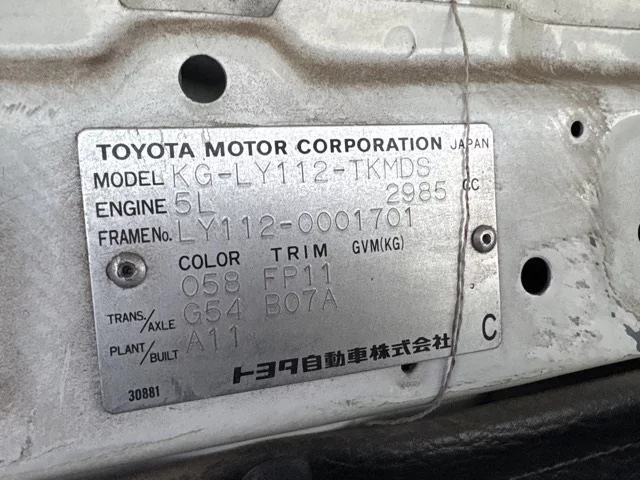 TOYOTA MOTOR CORPORATION JAPAN
MODEL KG-LY112-TKMDS
ENGINE 5L 2985 CC
FRAME No. LY112-0001701
COLOR TRIM GVM(KG)
058 FP11
TRANS./AXLE G54 B07A
PLANT/BUILT A11
C
トヨタ自動車株式会社
30881